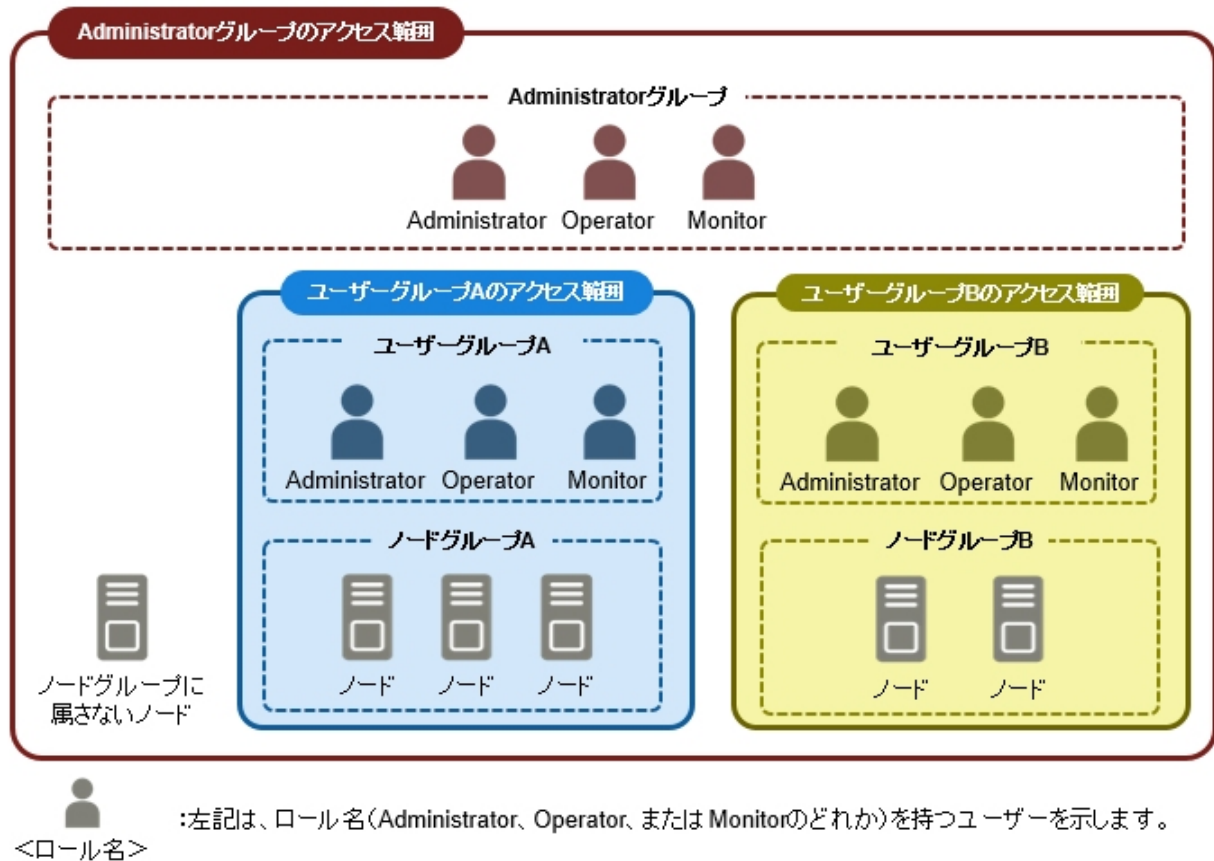 Administratorグループのアクセス範囲
Administratorグループ
Administrator Operator Monitor
ユーザーグループAのアクセス範囲
ユーザーグループA
Administrator Operator Monitor
ノードグループA
ノード ノード ノード
ユーザーグループBのアクセス範囲
ユーザーグループB
Administrator Operator Monitor
ノードグループB
ノード ノード
ノードグループに
属さないノード
<ロール名>
:左記は、ロール名(Administrator、Operator、または Monitorのどれか)を持つユーザーを示します。